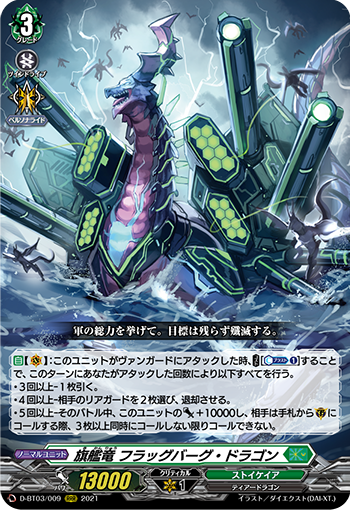 3
グレード
ツインドライブ
ペルソナライド
軍の総力を挙げて。目標は残らず殲滅する。
【】:このユニットがヴァンガードにアタックした時、【1】することで、このターンにあなたがアタックした回数により以下すべてを行う。
・3回以上-1枚引く。
・4回以上-相手のリアガードを2枚選び、退却させる。
・5回以上-そのバトル中、このユニットの+10000し、相手は手札からに
コールする際、3枚以上同時にコールしない限りコールできない。
ノーマルユニット
旗艦竜 フラッグバーグ・ドラゴン
パワー
13000
クリティカル
1
ストイケイア
ティアードラゴン
D-BT03/009 RRR 2021
イラスト/ダイエクスト(DAI-XT.)